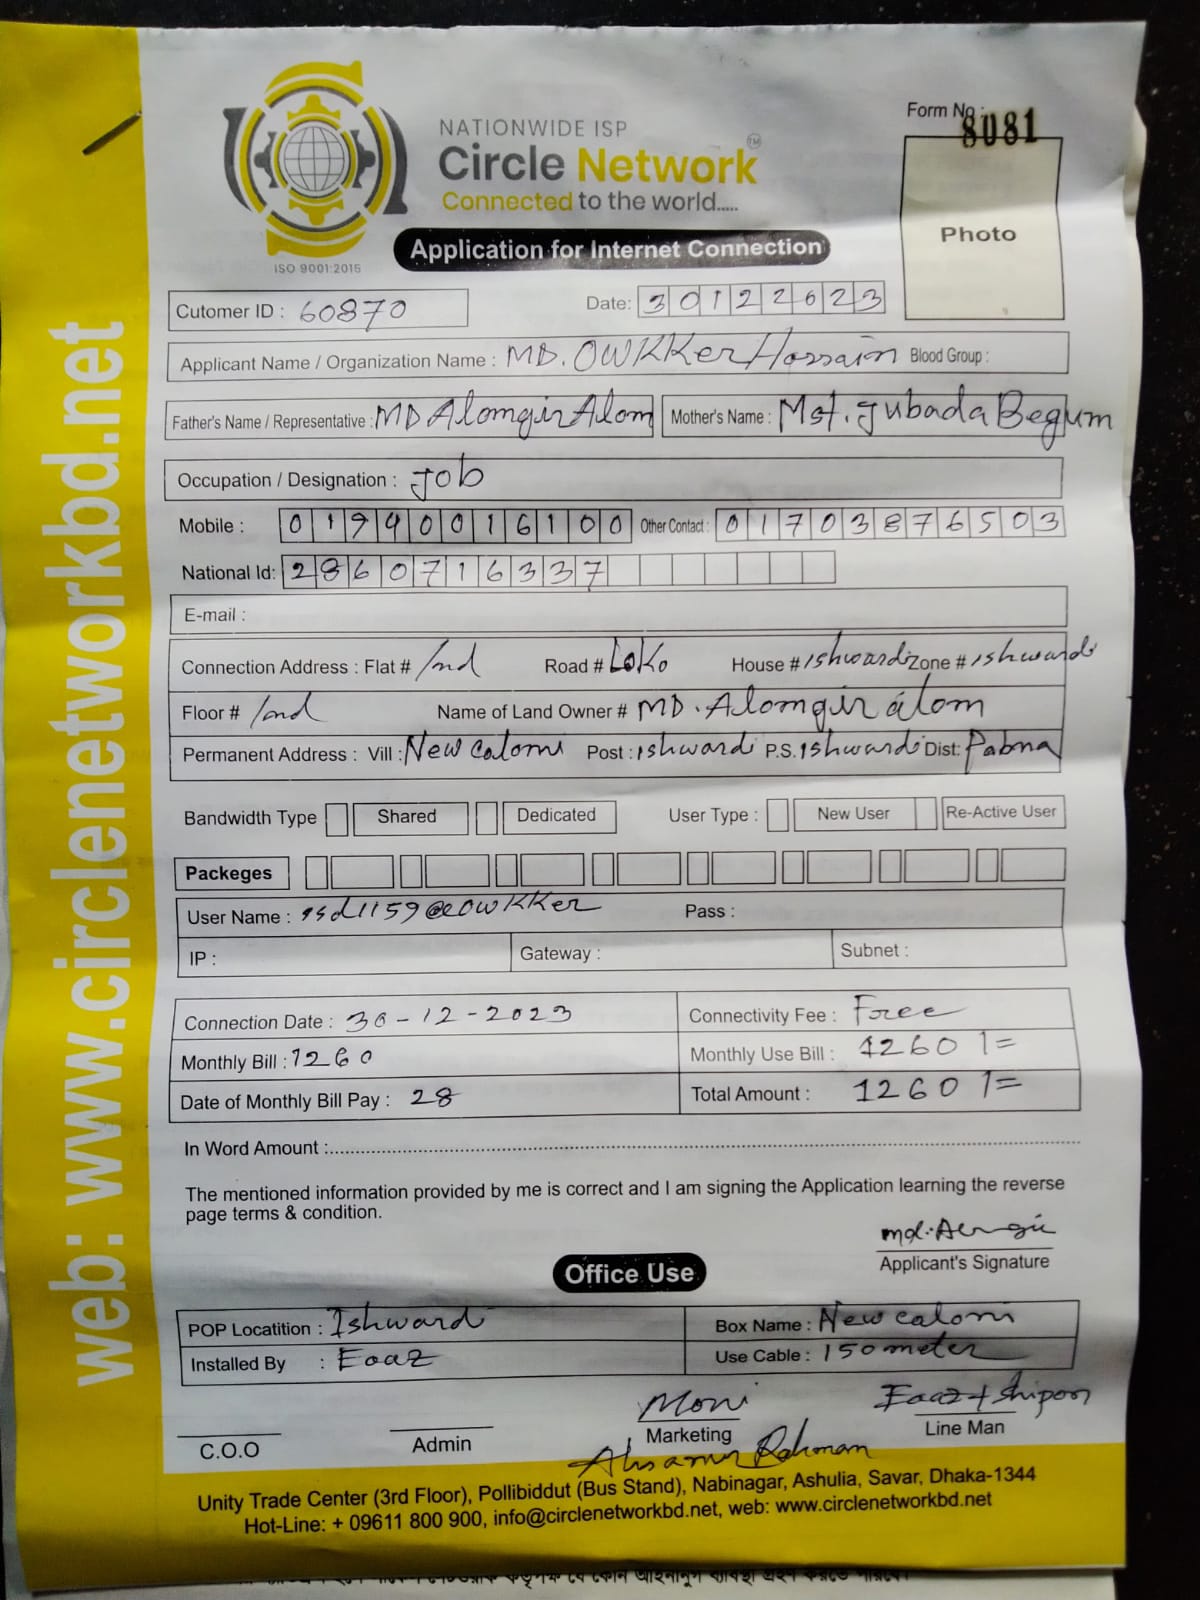 web: www.circlenetworkbd.net
NATIONWIDE ISP
Circle Network TM
Connected to the world.....
ISO 9001:2015
Form No : 8081
Photo
Application for Internet Connection
Cutomer ID : 60870 Date: 30122023
Applicant Name / Organization Name : MD. OWKKer Hossain Blood Group :
Father's Name / Representative : MD Alomgir Alom Mother's Name : Mst. Jubada Begum
Occupation / Designation : Job
Mobile : 01940016100 Other Contact : 01703876503
National Id: 2860716337
E-mail :
Connection Address : Flat # Road # Loko House # ishwardi Zone # ishwardi
Floor # Name of Land Owner # MD. Alomgir alom
Permanent Address : Vill : New caloni Post : ishwardi P.S. ishwardi Dist: Pabna
Bandwidth Type Shared Dedicated User Type : New User Re-Active User
Packeges
User Name : Pass :
IP : Gateway : Subnet :
Connection Date : 30-12-2023 Connectivity Fee : Free
Monthly Bill : 1260 Monthly Use Bill : 1260/=
Date of Monthly Bill Pay : 28 Total Amount : 1260/=
In Word Amount :
The mentioned information provided by me is correct and I am signing the Application learning the reverse
page terms & condition.
Applicant's Signature
Office Use
POP Locatition : Ishwardi Box Name : New caloni
Installed By : Eaaz Use Cable : 150 meter
Moni Eaaz + Shipon
C.O.O Admin Marketing Line Man
Ahsanur Rahman
Unity Trade Center (3rd Floor), Pollibiddut (Bus Stand), Nabinagar, Ashulia, Savar, Dhaka-1344
Hot-Line: + 09611 800 900, info@circlenetworkbd.net, web: www.circlenetworkbd.net